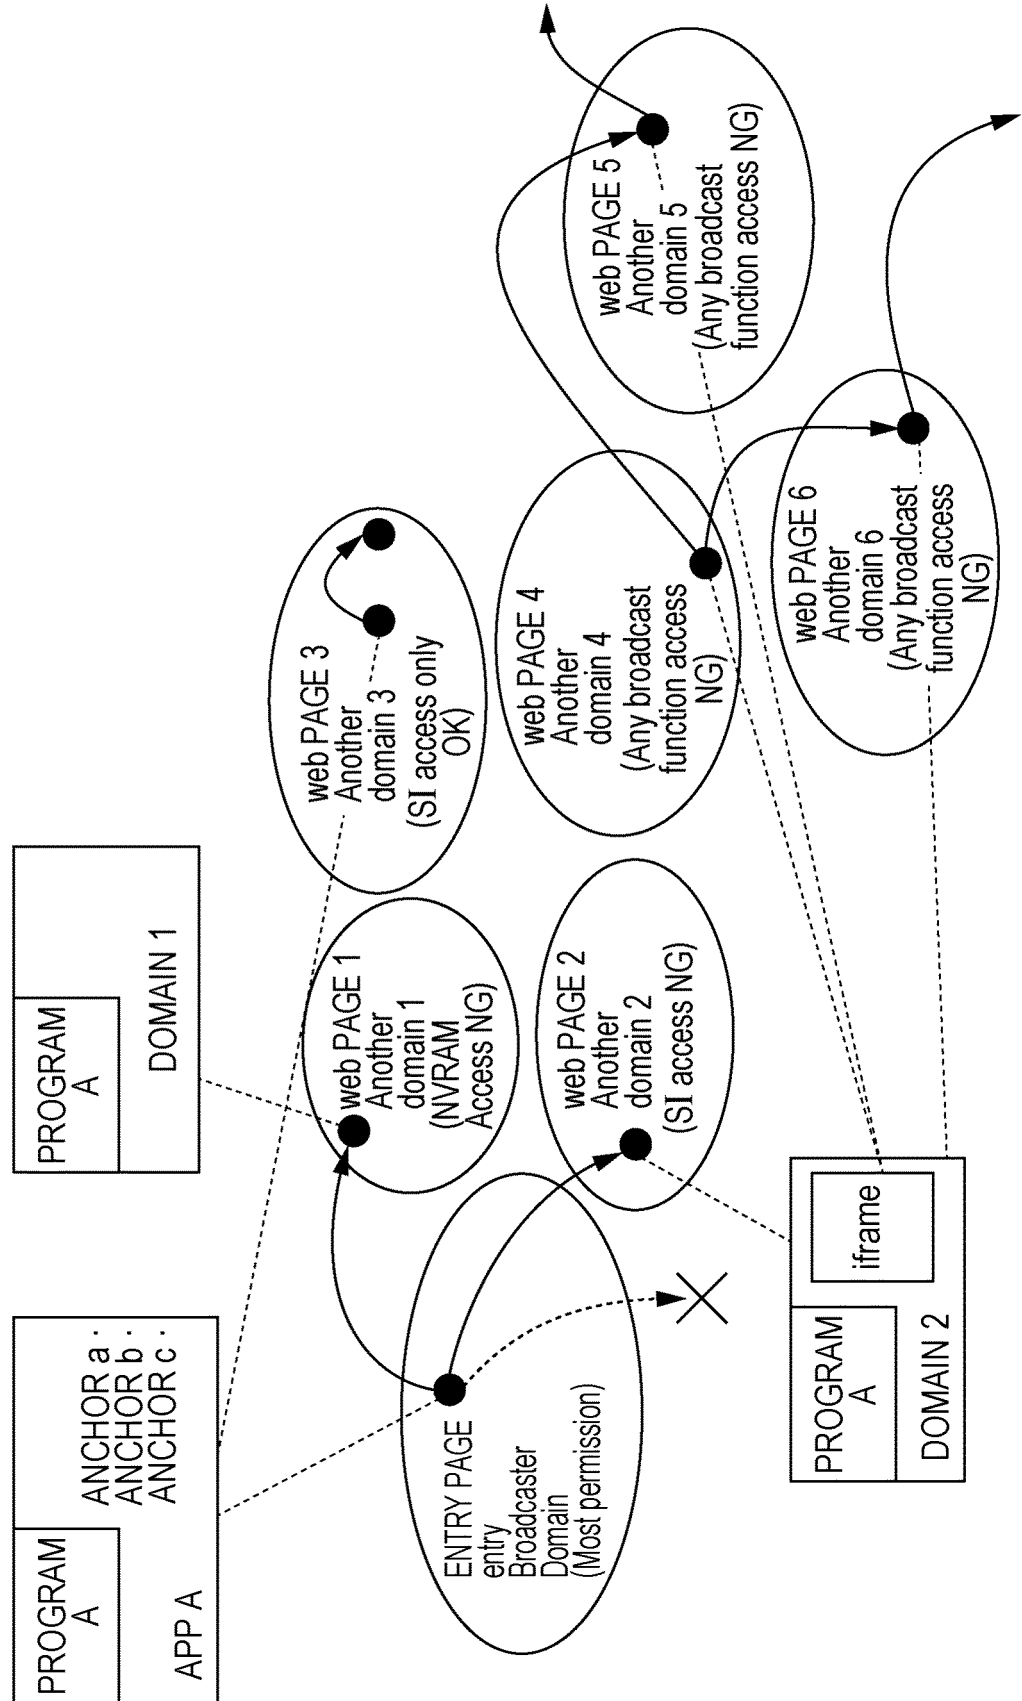 PROGRAM
A
APP A
ANCHOR a ·
ANCHOR b ·
ANCHOR c ·
PROGRAM
A
DOMAIN 1
ENTRY PAGE
entry
Broadcaster
Domain
(Most permission)
web PAGE 1
Another
domain 1
(NVRAM
Access NG)
web PAGE 3
Another
domain 3
(SI access only
OK)
web PAGE 2
Another
domain 2
(SI access NG)
web PAGE 4
Another
domain 4
(Any broadcast
function access
NG)
web PAGE 5
Another
domain 5
(Any broadcast
function access NG)
web PAGE 6
Another
domain 6
(Any broadcast
function access
NG)
PROGRAM
A
iframe
DOMAIN 2